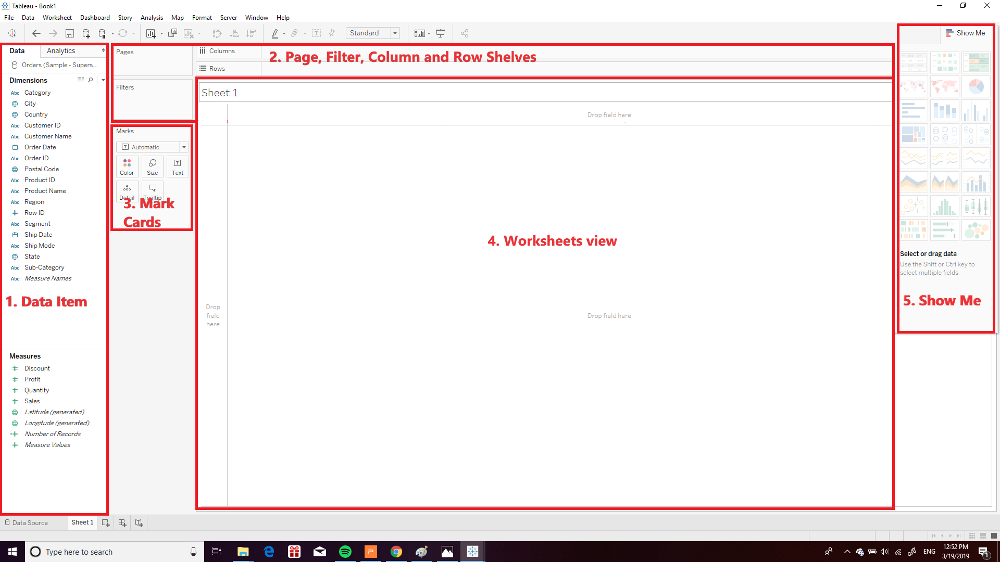 Tableau - Book1
File Data Worksheet Dashboard Story Analysis Map Format Server Window Help
Standard
Show Me
Data Analytics
Orders (Sample - Supers...
Dimensions
Abc Category
City
Country
Abc Customer ID
Abc Customer Name
Order Date
Abc Order ID
Postal Code
Abc Product ID
Abc Product Name
Abc Region
# Row ID
Abc Segment
Ship Date
Abc Ship Mode
State
Abc Sub-Category
Abc Measure Names
1. Data Item
Measures
# Discount
# Profit
# Quantity
# Sales
Latitude (generated)
Longitude (generated)
=# Number of Records
# Measure Values
Pages
Columns
2. Page, Filter, Column and Row Shelves
Rows
Filters
Marks
Automatic
Color Size Text
Detail Tooltip
3. Mark
Cards
Sheet 1
Drop field here
4. Worksheets view
Drop
field
here
Drop field here
Select or drag data
Use the Shift or Ctrl key to
select multiple fields
5. Show Me
Data Source Sheet 1
Type here to search
ENG
12:52 PM
3/19/2019
1